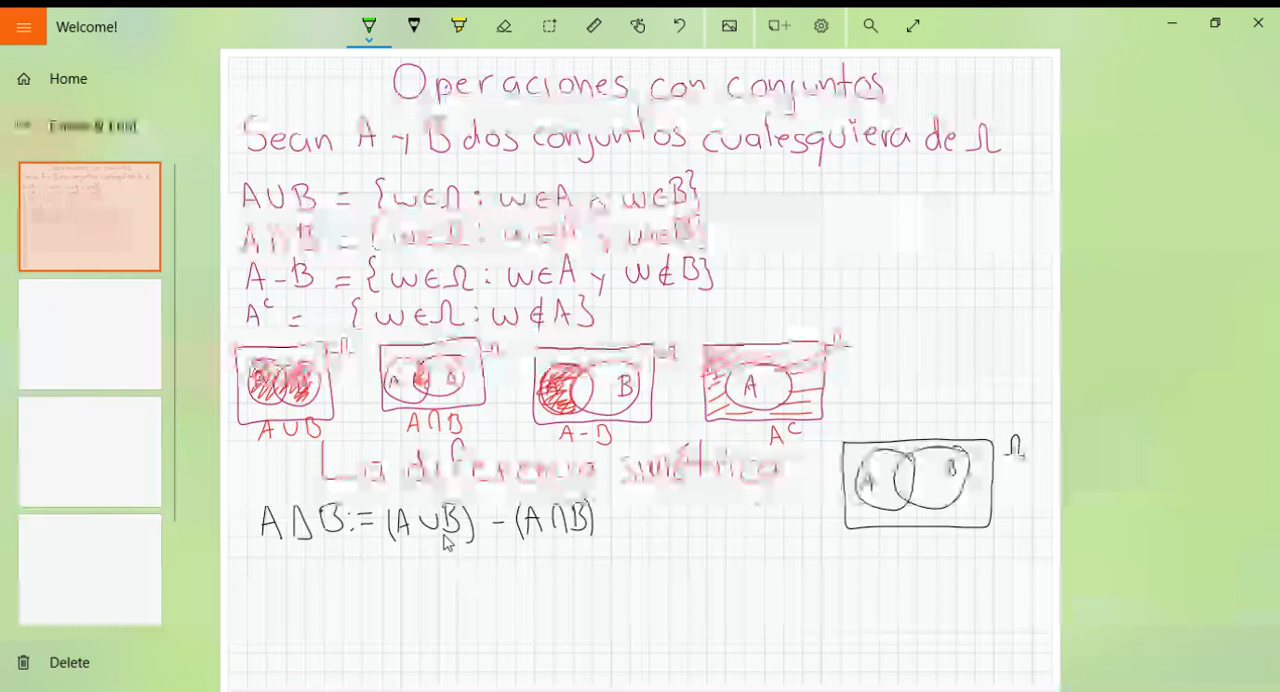 Welcome!
Home
Operaciones con conjuntos
Sean A y B dos conjuntos cualesquiera de Ω
A∪B = {w∈Ω : w∈A  w∈B}
A∩B = {w∈Ω : w∈A y w∈B}
A-B = {w∈Ω : w∈A y w∉B}
Aᶜ = {w∈Ω : w∉A}
Ω Ω Ω Ω
A B A B A
A∪B A∩B A-B Aᶜ
La diferencia simétrica
Ω
A B
A△B := (A∪B) - (A∩B)
Delete